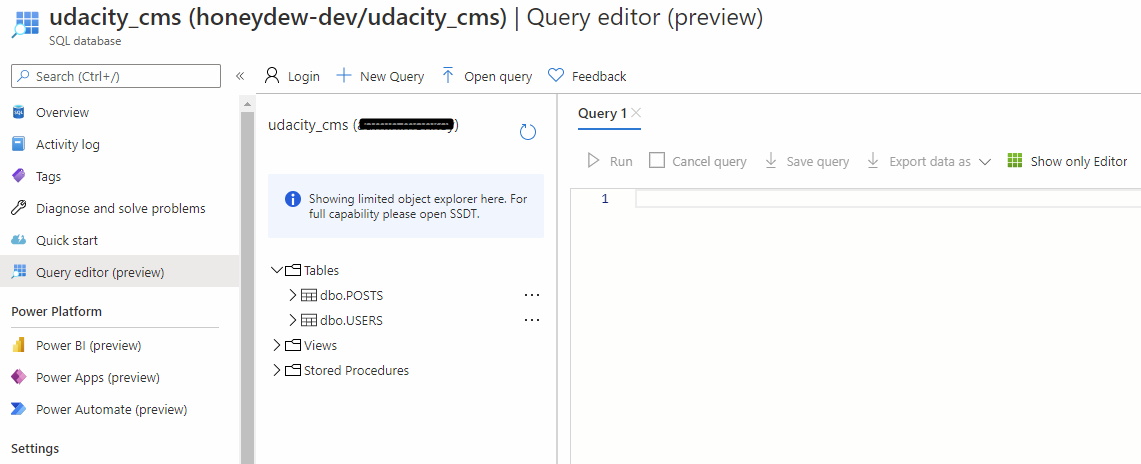 udacity_cms (honeydew-dev/udacity_cms) | Query editor (preview)
SQL database
Search (Ctrl+/)
«
Login
New Query
Open query
Feedback
Overview
Activity log
Tags
Diagnose and solve problems
Quick start
Query editor (preview)
Power Platform
Power BI (preview)
Power Apps (preview)
Power Automate (preview)
Settings
udacity_cms (
)
Showing limited object explorer here. For
full capability please open SSDT.
Tables
dbo.POSTS
...
dbo.USERS
...
Views
Stored Procedures
Query 1
Run
Cancel query
Save query
Export data as
Show only Editor
1